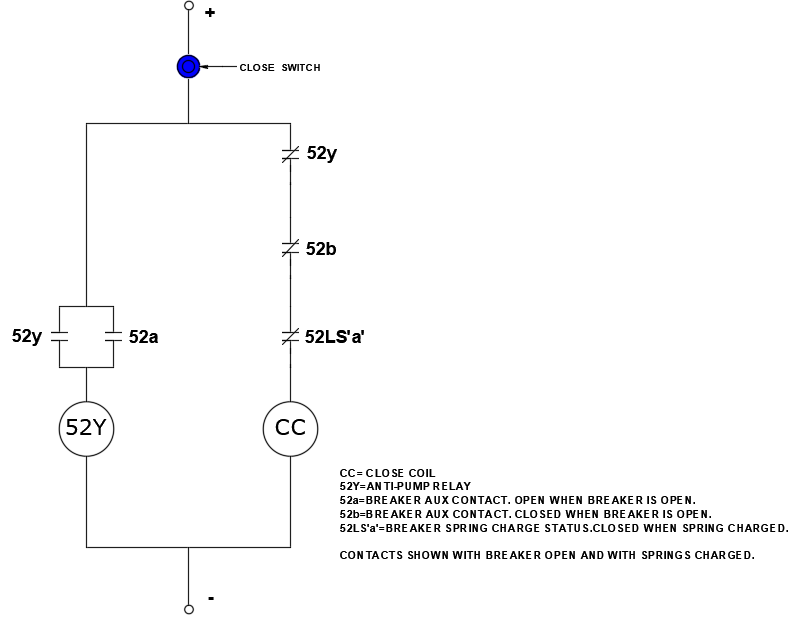 +
CLOSE SWITCH
52y
52b
52y
52a
52LS'a'
52Y
CC
CC= CLOSE COIL
52Y=ANTI-PUMP RELAY
52a=BREAKER AUX CONTACT. OPEN WHEN BREAKER IS OPEN.
52b=BREAKER AUX CONTACT. CLOSED WHEN BREAKER IS OPEN.
52LS'a'=BREAKER SPRING CHARGE STATUS.CLOSED WHEN SPRING CHARGED.
CONTACTS SHOWN WITH BREAKER OPEN AND WITH SPRINGS CHARGED.
-